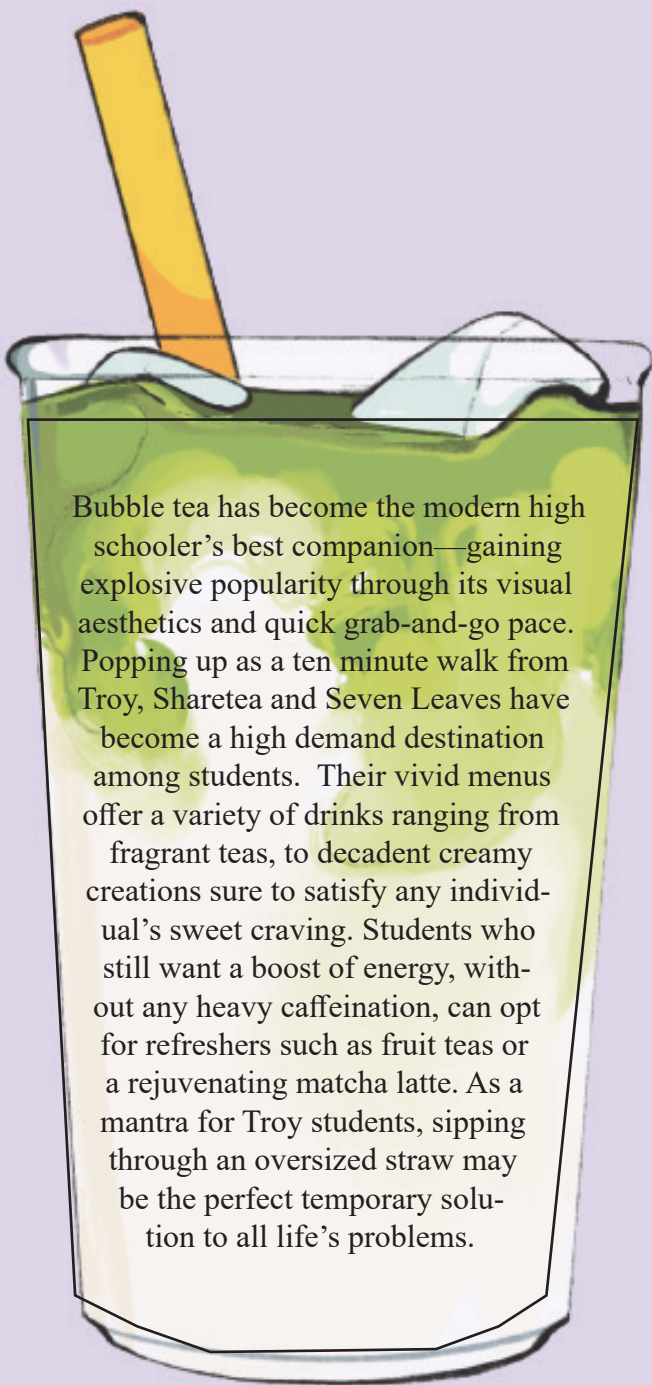 Bubble tea has become the modern high
schooler’s best companion—gaining
explosive popularity through its visual
aesthetics and quick grab-and-go pace.
Popping up as a ten minute walk from
Troy, Sharetea and Seven Leaves have
become a high demand destination
among students.  Their vivid menus
offer a variety of drinks ranging from
fragrant teas, to decadent creamy
creations sure to satisfy any individ-
ual’s sweet craving. Students who
still want a boost of energy, with-
out any heavy caffeination, can opt
for refreshers such as fruit teas or
a rejuvenating matcha latte. As a
mantra for Troy students, sipping
through an oversized straw may
be the perfect temporary solu-
tion to all life’s problems.